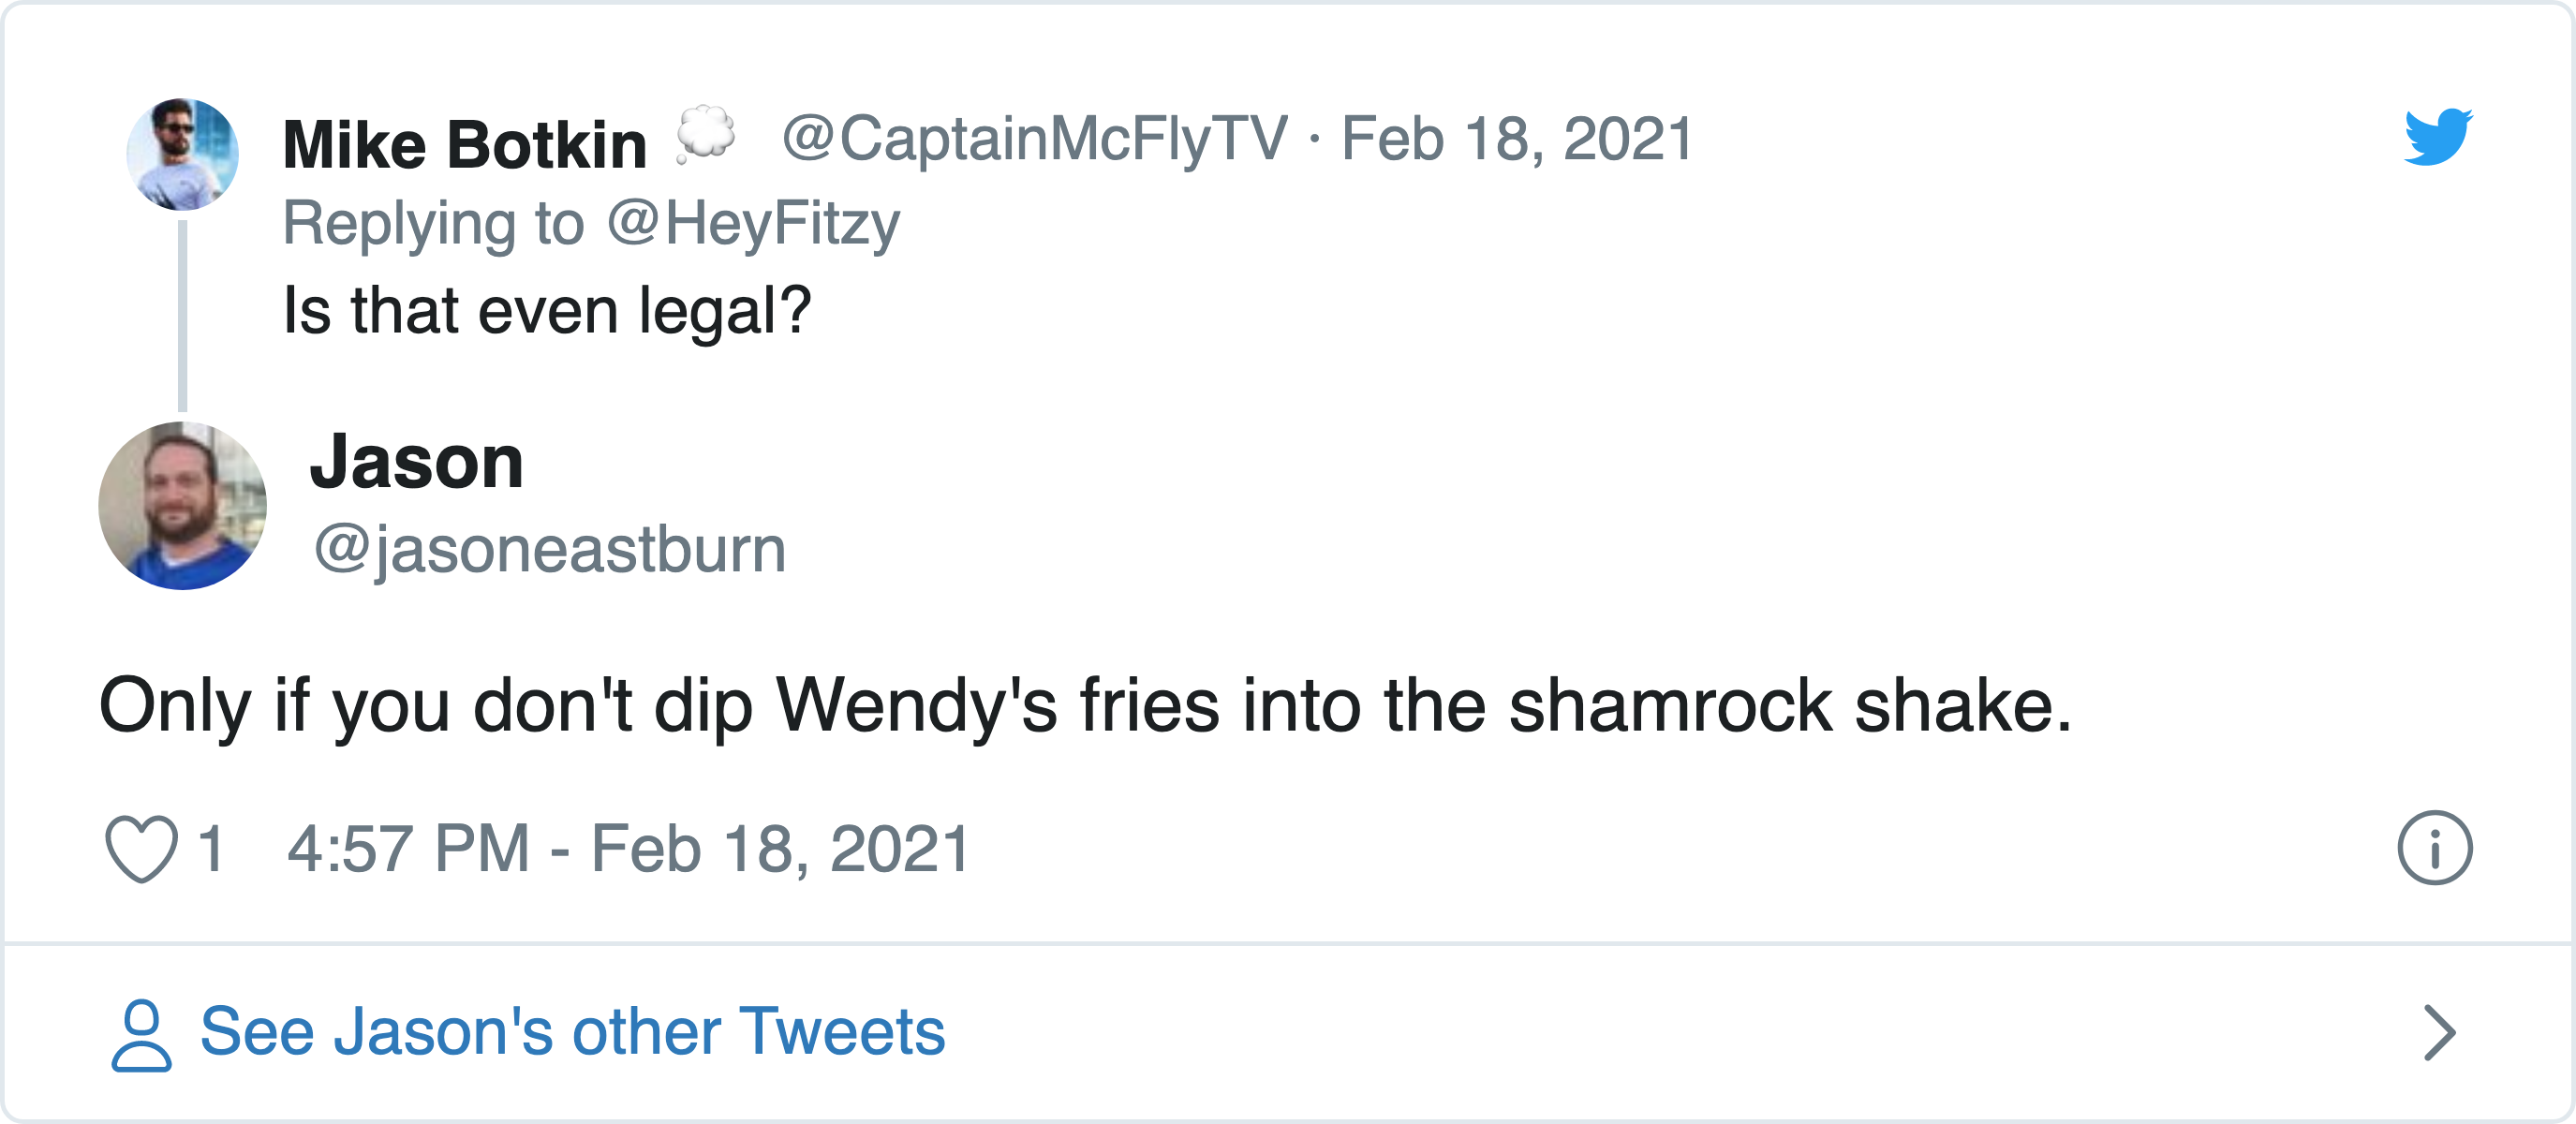 Mike Botkin 💭 @CaptainMcFlyTV · Feb 18, 2021
Replying to @HeyFitzy
Is that even legal?
Jason
@jasoneastburn
Only if you don't dip Wendy's fries into the shamrock shake.
1 4:57 PM - Feb 18, 2021
See Jason's other Tweets